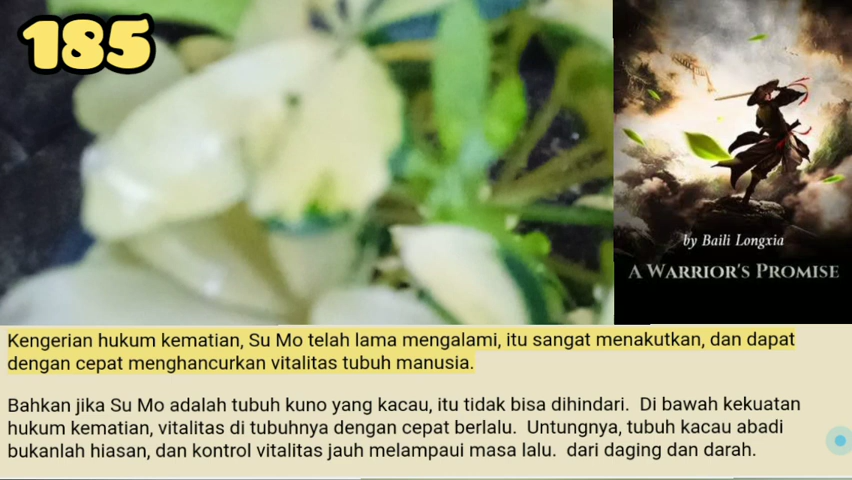 185
by Baili Longxia
A WARRIOR'S PROMISE
Kengerian hukum kematian, Su Mo telah lama mengalami, itu sangat menakutkan, dan dapat
dengan cepat menghancurkan vitalitas tubuh manusia.
Bahkan jika Su Mo adalah tubuh kuno yang kacau, itu tidak bisa dihindari.  Di bawah kekuatan
hukum kematian, vitalitas di tubuhnya dengan cepat berlalu.  Untungnya, tubuh kacau abadi
bukanlah hiasan, dan kontrol vitalitas jauh melampaui masa lalu.  dari daging dan darah.